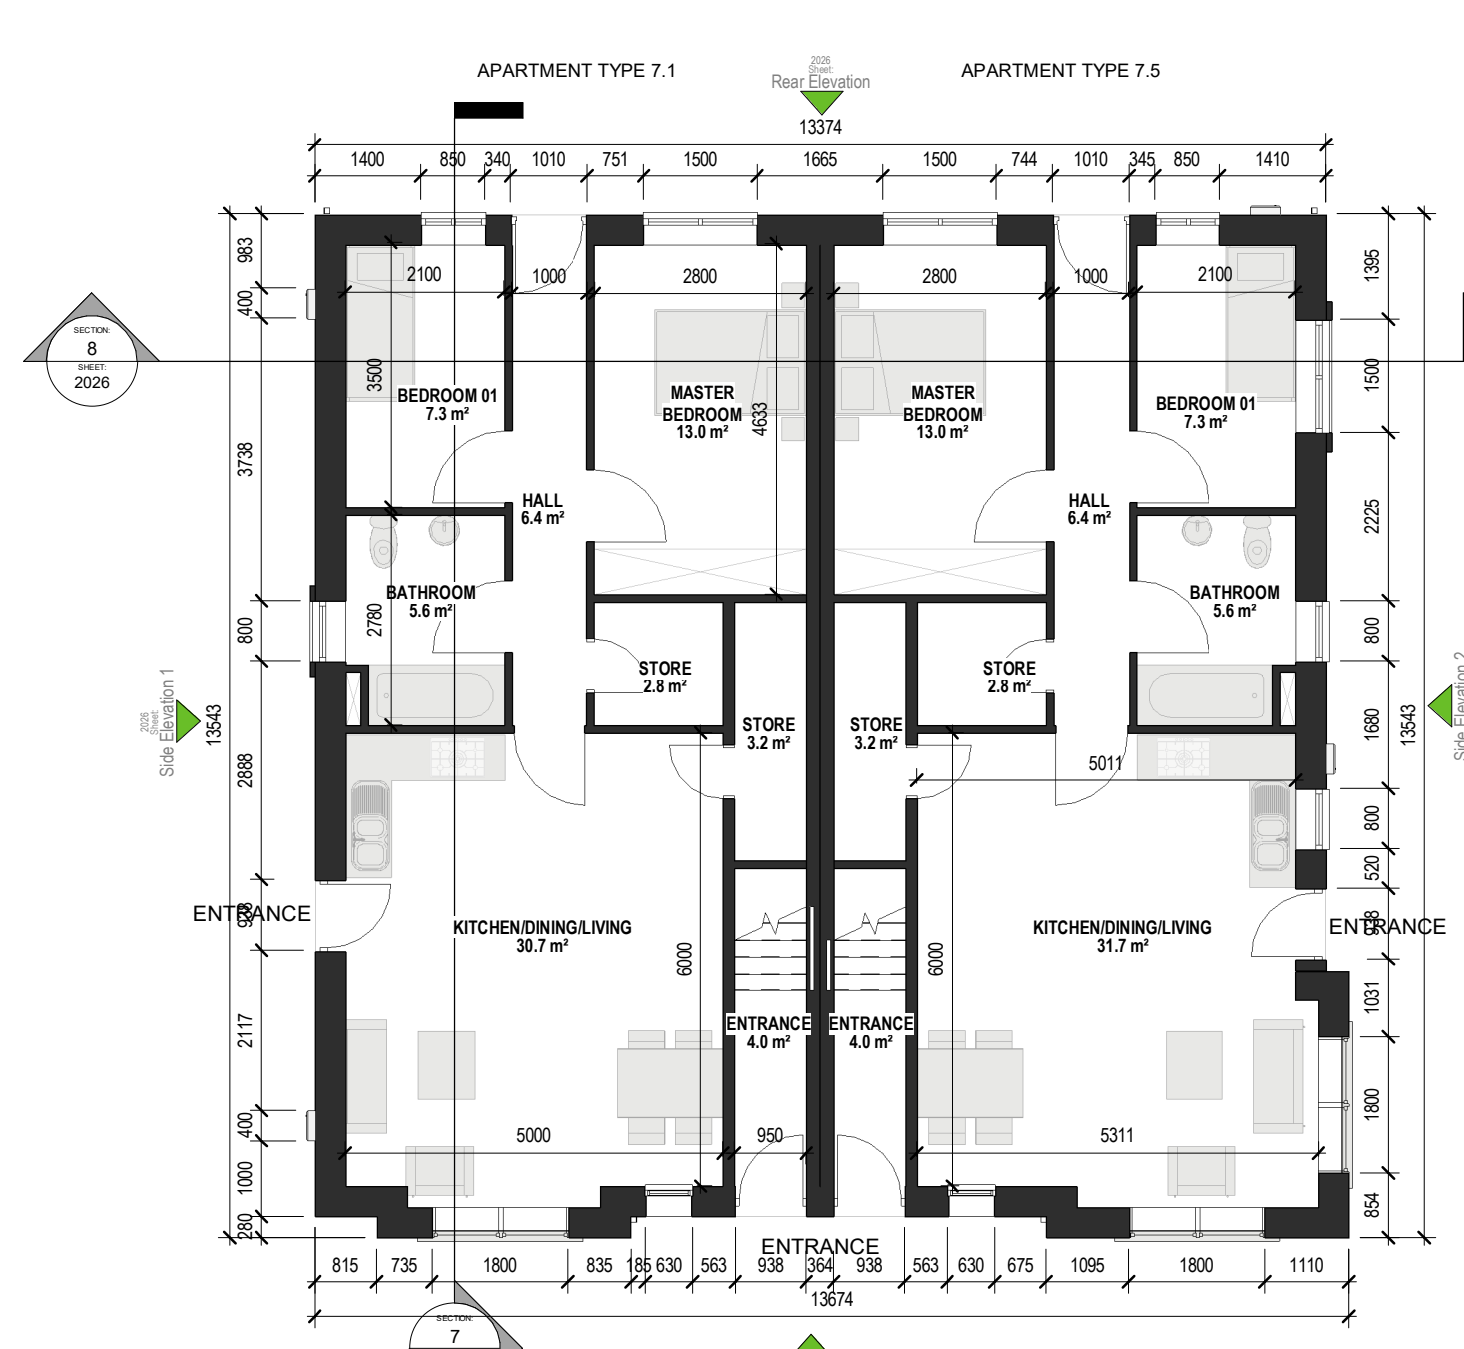 APARTMENT TYPE 7.1
2026
Sheet:
Rear Elevation
APARTMENT TYPE 7.5
13374
1400 850 340 1010 751 1500 1665 1500 744 1010 345 850 1410
983
400
3738
800
2888
938
2117
400
1000
280
13543
SECTION:
8
SHEET:
2026
2026
Sheet:
Side Elevation 1
2100 1000 2800 2800 1000 2100
3500
4633
BEDROOM 01
7.3 m²
MASTER
BEDROOM
13.0 m²
MASTER
BEDROOM
13.0 m²
BEDROOM 01
7.3 m²
HALL
6.4 m²
HALL
6.4 m²
BATHROOM
5.6 m²
2780
BATHROOM
5.6 m²
STORE
2.8 m²
STORE
2.8 m²
STORE
3.2 m²
STORE
3.2 m²
5011
ENTRANCE
KITCHEN/DINING/LIVING
30.7 m²
6000
6000
KITCHEN/DINING/LIVING
31.7 m²
ENTRANCE
ENTRANCE
4.0 m²
ENTRANCE
4.0 m²
5000 950 5311
1395
1500
2225
800
1680
800
520
938
1031
1800
854
13543
Side Elevation 2
ENTRANCE
815 735 1800 835 185 630 563 938 364 938 563 630 675 1095 1800 1110
13674
SECTION:
7